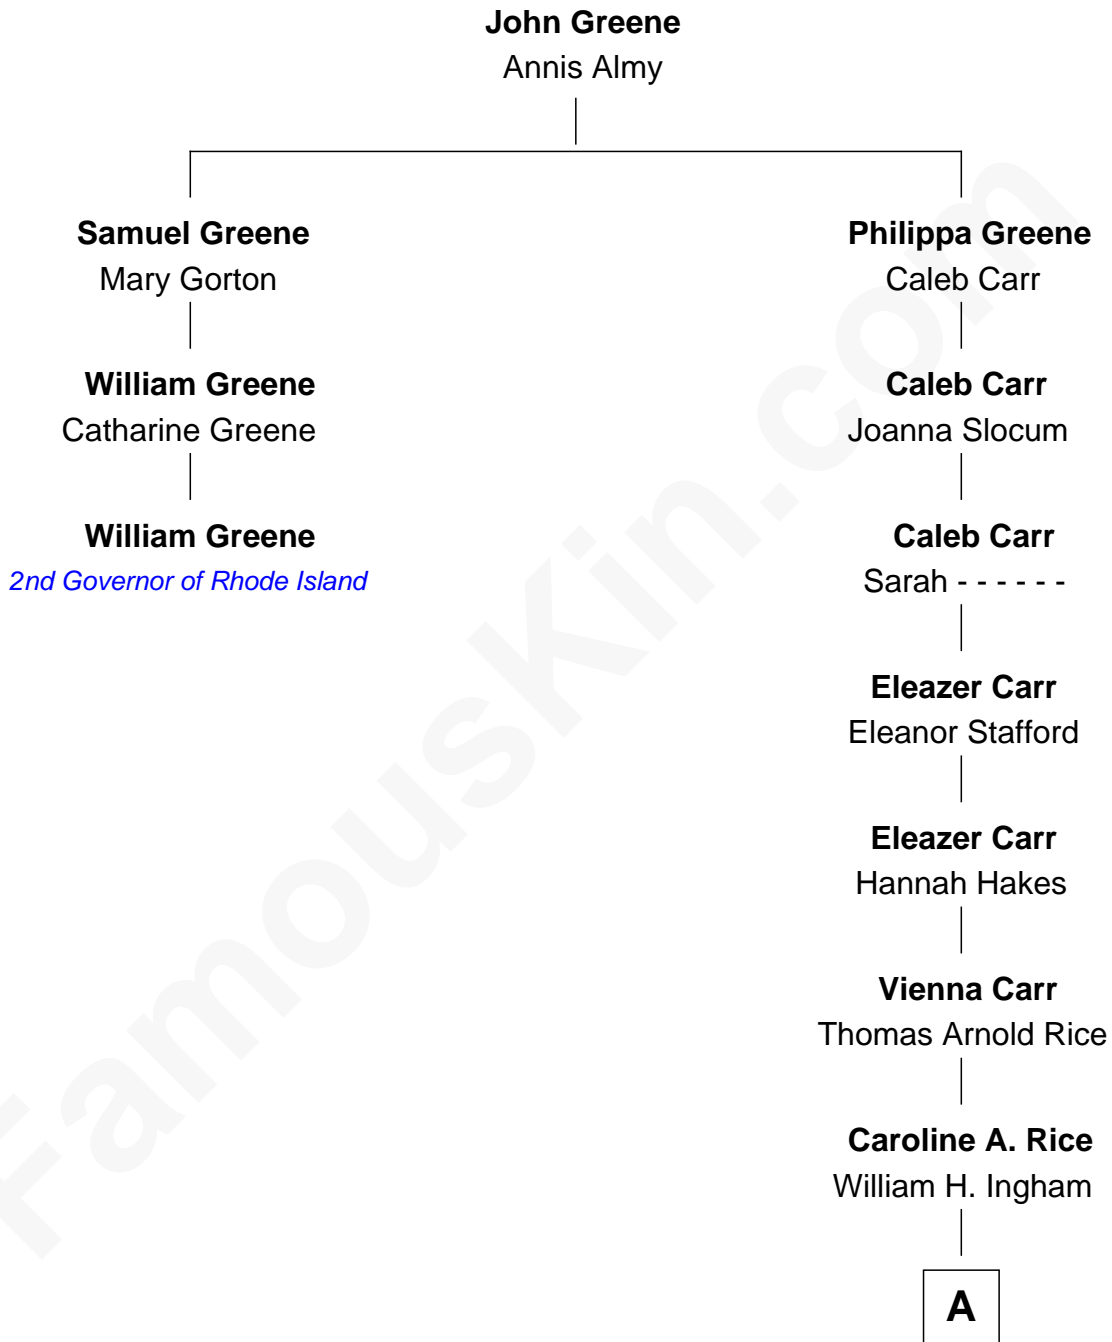 John Greene
Annis Almy
Samuel Greene
Mary Gorton
Philippa Greene
Caleb Carr
William Greene
Catharine Greene
Caleb Carr
Joanna Slocum
William Greene
2nd Governor of Rhode Island
Caleb Carr
Sarah - - - - - -
Eleazer Carr
Eleanor Stafford
Eleazer Carr
Hannah Hakes
Vienna Carr
Thomas Arnold Rice
Caroline A. Rice
William H. Ingham
A
FamousKin.com